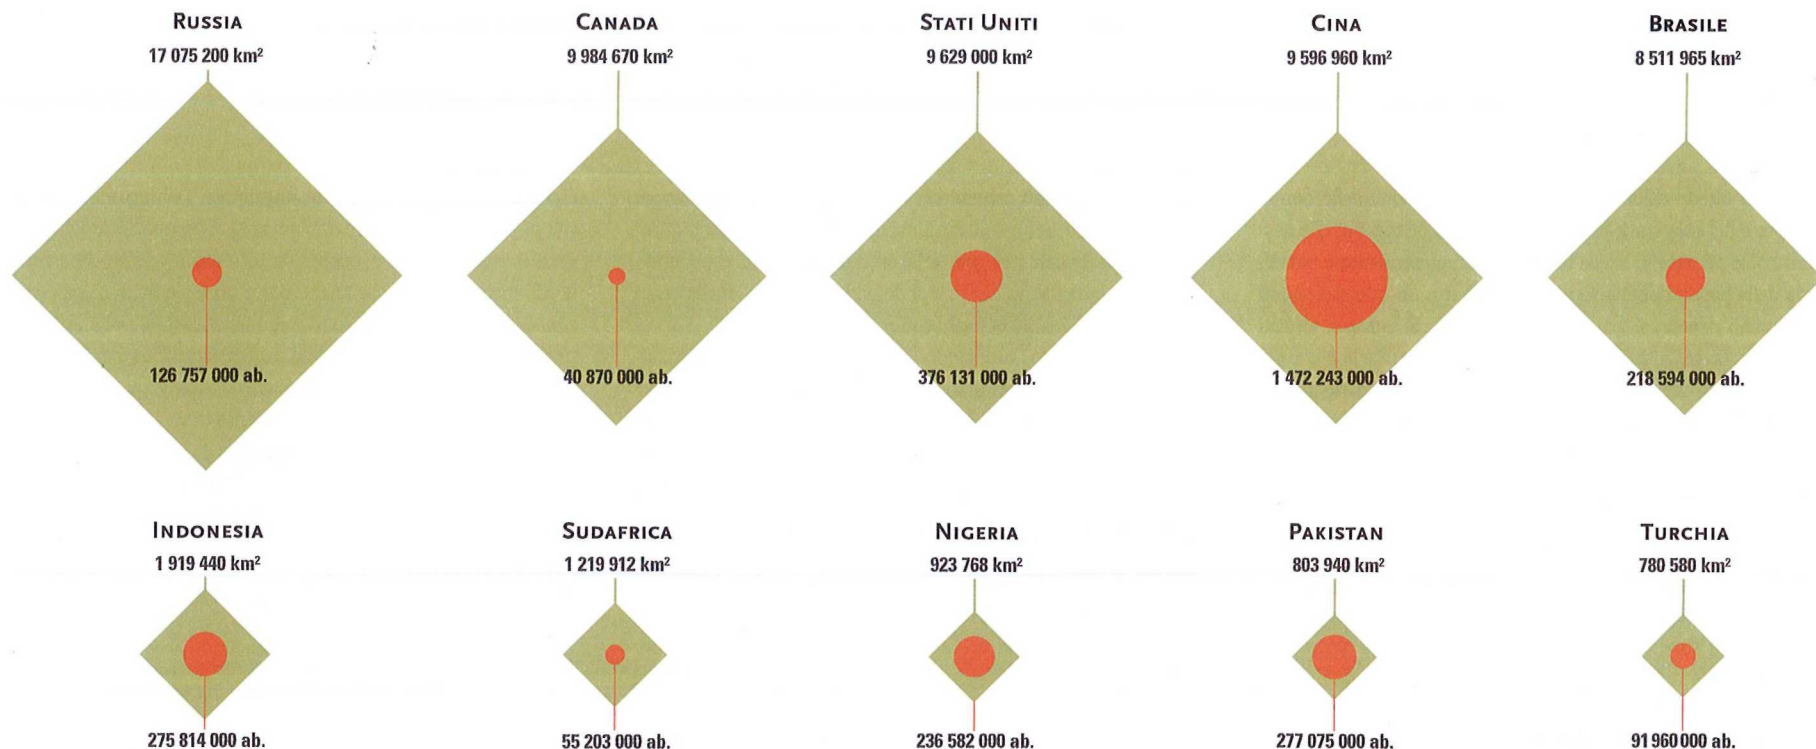 RUSSIA
17 075 200 km²
126 757 000 ab.
CANADA
9 984 670 km²
40 870 000 ab.
STATI UNITI
9 629 000 km²
376 131 000 ab.
CINA
9 596 960 km²
1 472 243 000 ab.
BRASILE
8 511 965 km²
218 594 000 ab.
INDONESIA
1 919 440 km²
275 814 000 ab.
SUDAFRICA
1 219 912 km²
55 203 000 ab.
NIGERIA
923 768 km²
236 582 000 ab.
PAKISTAN
803 940 km²
277 075 000 ab.
TURCHIA
780 580 km²
91 960 000 ab.